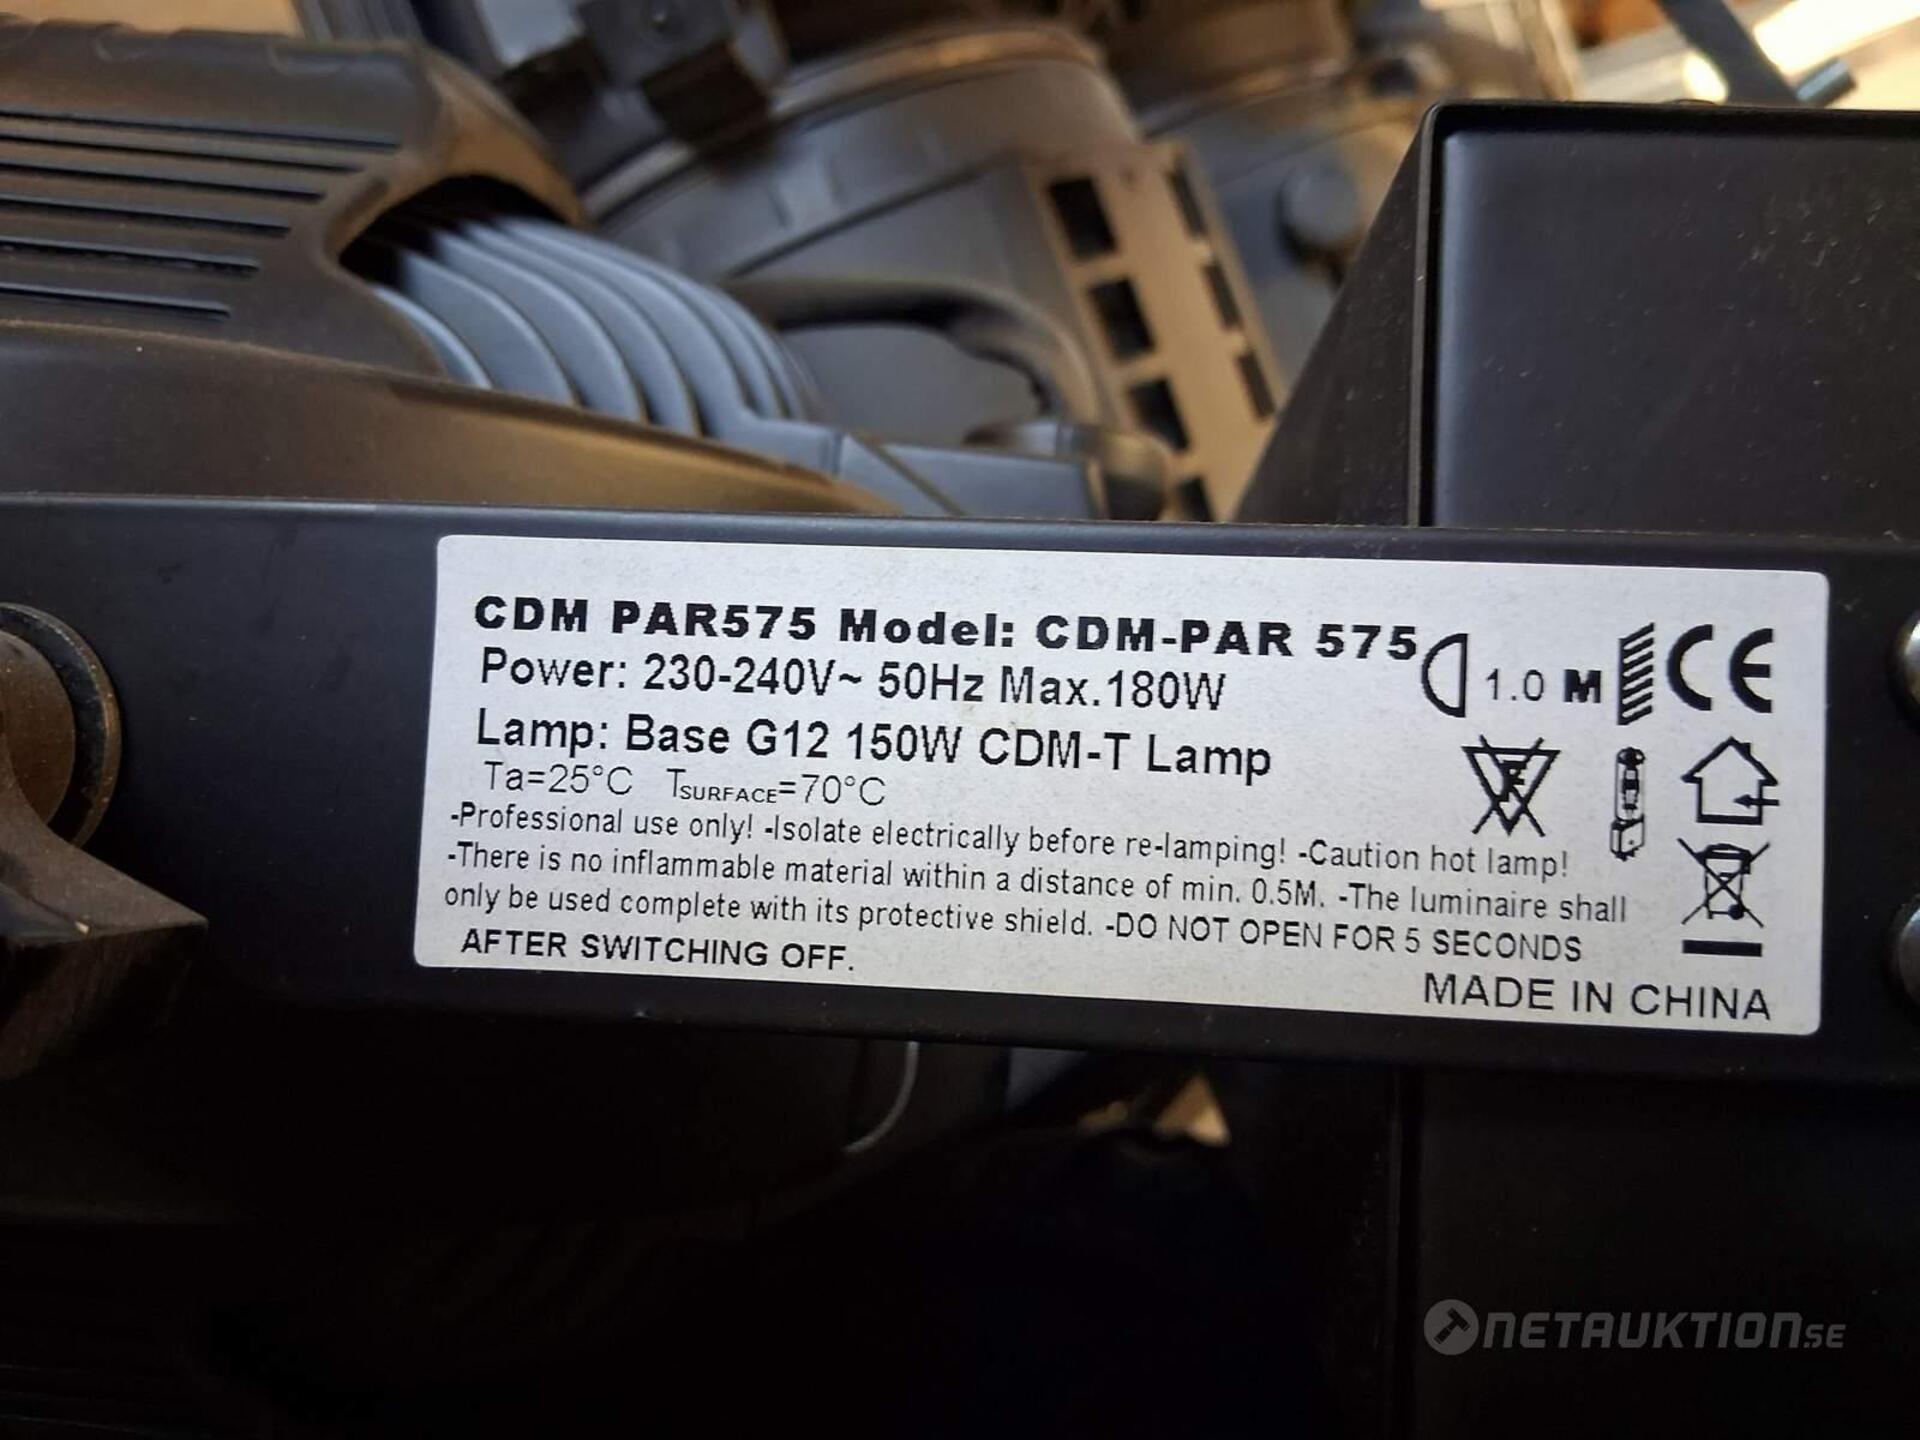 CDM PAR575 Model: CDM-PAR 575
Power: 230-240V~ 50Hz Max.180W
1.0 M
CE
Lamp: Base G12 150W CDM-T Lamp
F
Ta=25°C TSURFACE=70°C
-Professional use only! -Isolate electrically before re-lamping! -Caution hot lamp!
-There is no inflammable material within a distance of min. 0.5M. -The luminaire shall
only be used complete with its protective shield. -DO NOT OPEN FOR 5 SECONDS
AFTER SWITCHING OFF.
MADE IN CHINA
NETAUKTION.SE